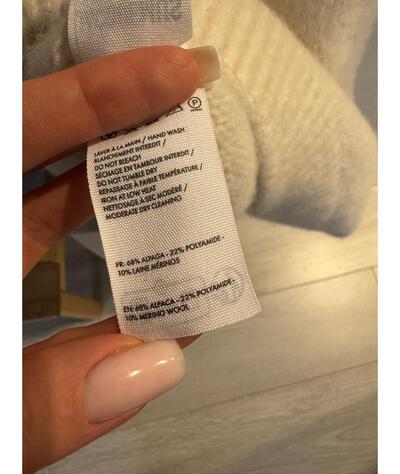 P
LAVER À LA MAIN / HAND WASH
BLANCHIMENT INTERDIT /
DO NOT BLEACH
SÉCHAGE EN TAMBOUR INTERDIT /
DO NOT TUMBLE DRY
REPASSAGE À FAIBLE TEMPÉRATURE /
IRON AT LOW HEAT
NETTOYAGE À SEC MODÉRÉ /
MODERATE DRY CLEANING
FR: 68% ALPAGA - 22% POLYAMIDE -
10% LAINE MÉRINOS
EN: 68% ALPACA - 22% POLYAMIDE -
10% MERINO WOOL